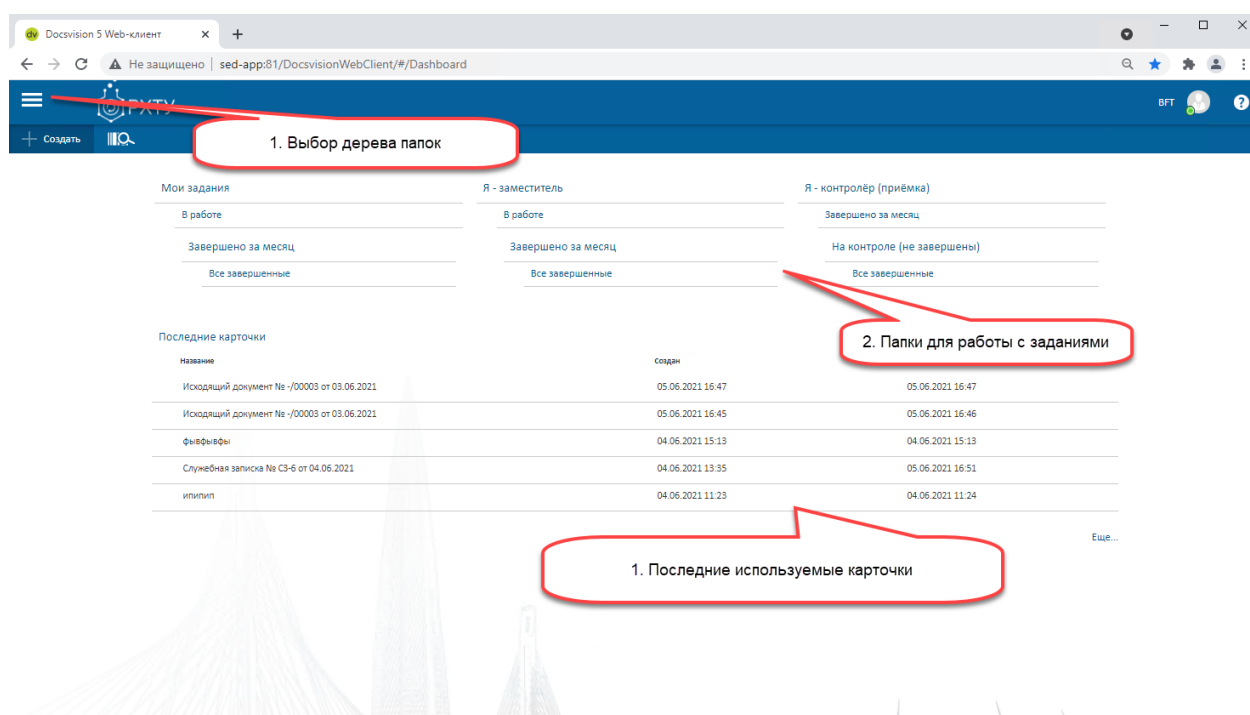 dv Docsvision 5 Web-клиент
Не защищено sed-app:81/DocsvisionWebClient/#/Dashboard
РХТУ
BFT
?
Создать
1. Выбор дерева папок
Мои задания Я - заместитель Я - контролёр (приёмка)
В работе В работе Завершено за месяц
Завершено за месяц Завершено за месяц На контроле (не завершены)
Все завершенные Все завершенные Все завершенные
2. Папки для работы с заданиями
Последние карточки
Название Создан
Исходящий документ № -/00003 от 03.06.2021 05.06.2021 16:47 05.06.2021 16:47
Исходящий документ № -/00003 от 03.06.2021 05.06.2021 16:45 05.06.2021 16:46
фывфывфы 04.06.2021 15:13 04.06.2021 15:13
Служебная записка № СЗ-6 от 04.06.2021 04.06.2021 13:35 05.06.2021 16:51
ипипип 04.06.2021 11:23 04.06.2021 11:24
Еще...
1. Последние используемые карточки